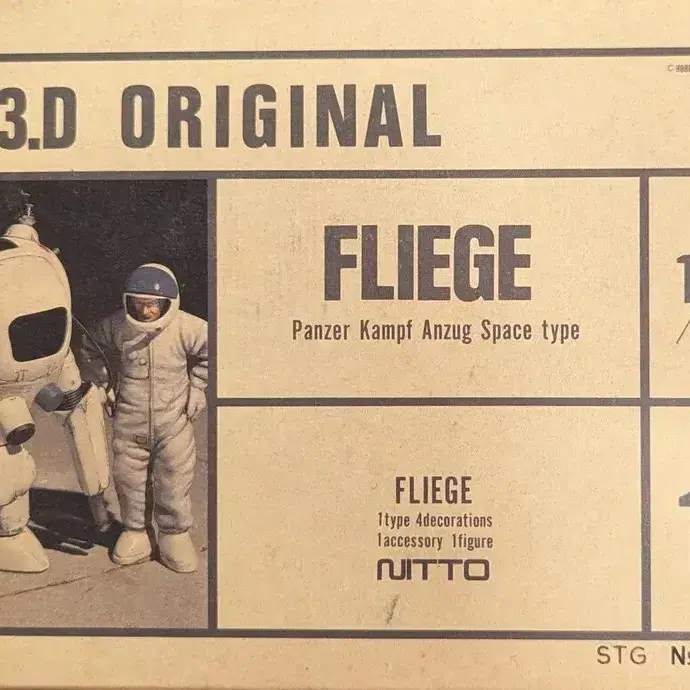 3.D ORIGINAL
FLIEGE
Panzer Kampf Anzug Space type
FLIEGE
1type 4decorations
1accessory 1figure
NITTO
STG